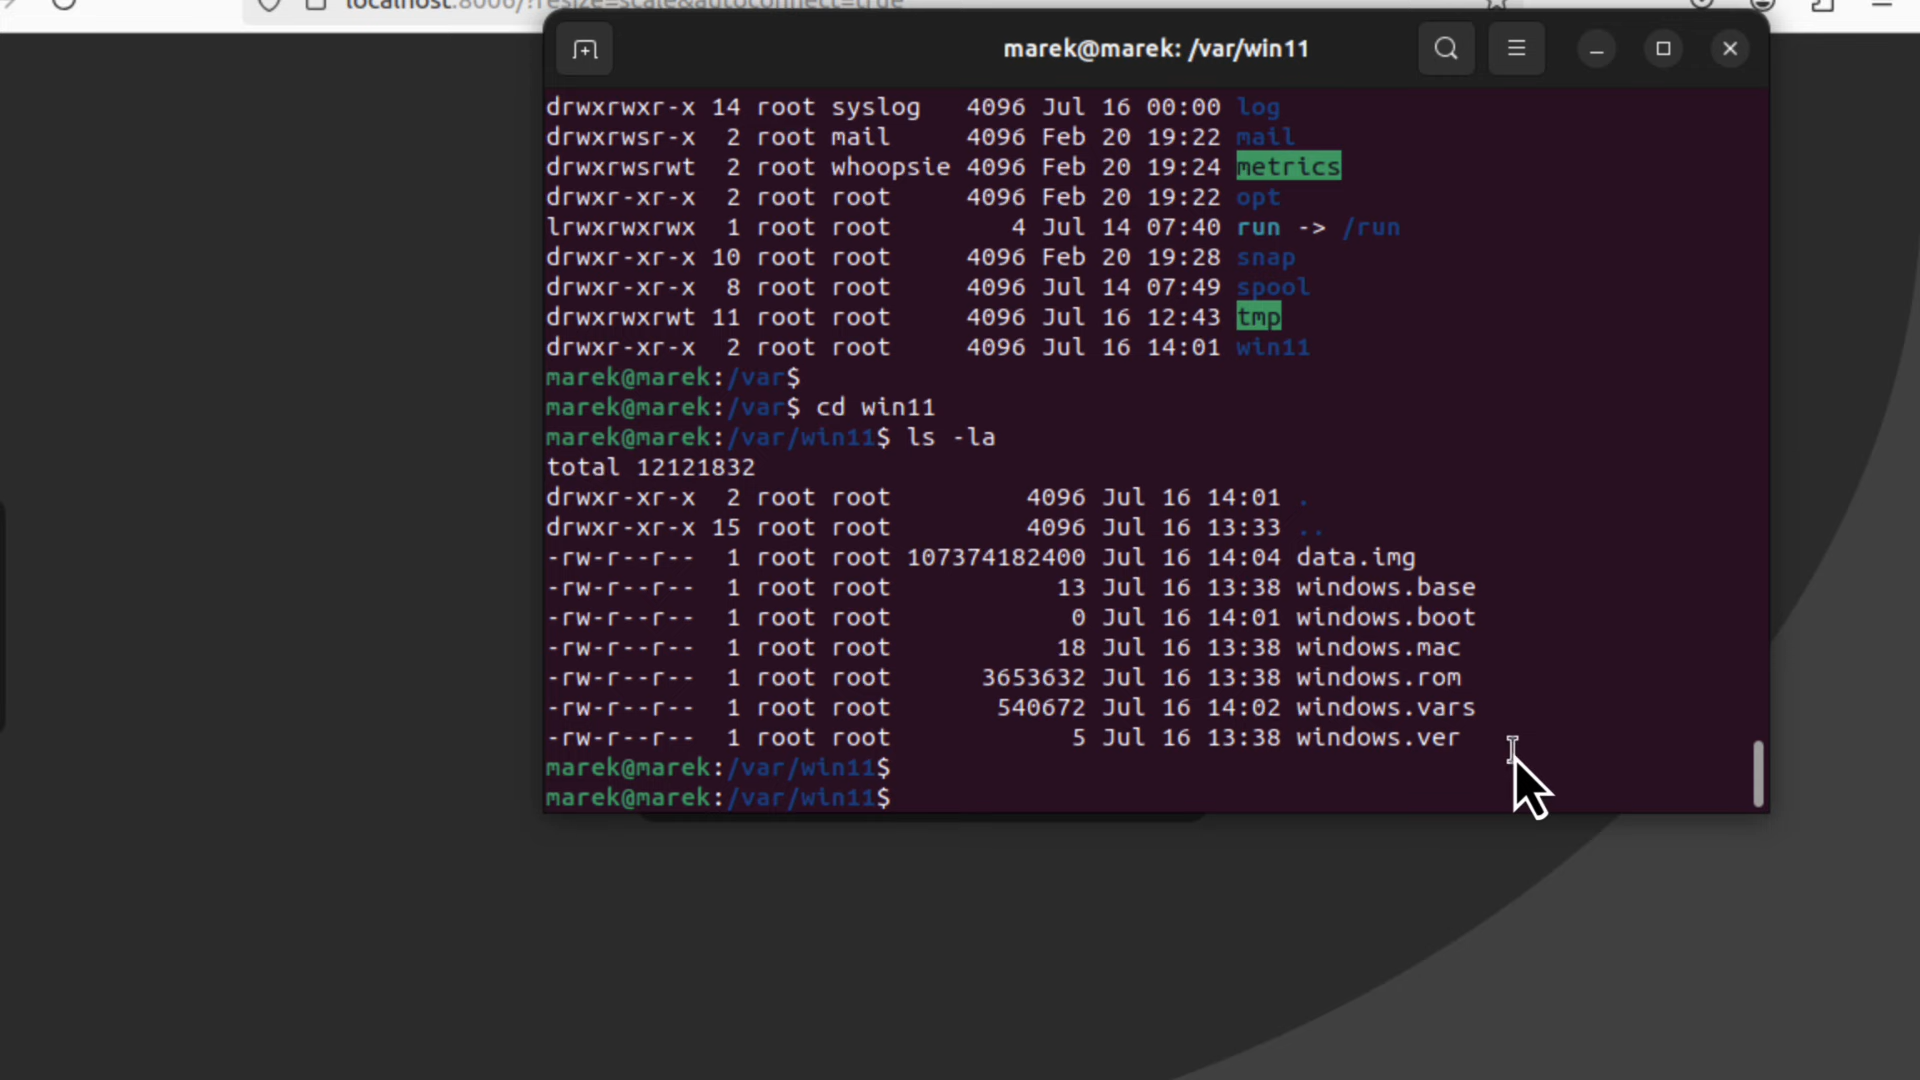 localhost:8006/?resize=scale&autoconnect=true
marek@marek: /var/win11
drwxrwxr-x 14 root syslog   4096 Jul 16 00:00 log
drwxrwsr-x  2 root mail     4096 Feb 20 19:22 mail
drwxrwsrwt  2 root whoopsie 4096 Feb 20 19:24 metrics
drwxr-xr-x  2 root root     4096 Feb 20 19:22 opt
lrwxrwxrwx  1 root root        4 Jul 14 07:40 run -> /run
drwxr-xr-x 10 root root     4096 Feb 20 19:28 snap
drwxr-xr-x  8 root root     4096 Jul 14 07:49 spool
drwxrwxrwt 11 root root     4096 Jul 16 12:43 tmp
drwxr-xr-x  2 root root     4096 Jul 16 14:01 win11
marek@marek:/var$
marek@marek:/var$ cd win11
marek@marek:/var/win11$ ls -la
total 12121832
drwxr-xr-x  2 root root         4096 Jul 16 14:01 .
drwxr-xr-x 15 root root         4096 Jul 16 13:33 ..
-rw-r--r--  1 root root 107374182400 Jul 16 14:04 data.img
-rw-r--r--  1 root root           13 Jul 16 13:38 windows.base
-rw-r--r--  1 root root            0 Jul 16 14:01 windows.boot
-rw-r--r--  1 root root           18 Jul 16 13:38 windows.mac
-rw-r--r--  1 root root      3653632 Jul 16 13:38 windows.rom
-rw-r--r--  1 root root       540672 Jul 16 14:02 windows.vars
-rw-r--r--  1 root root            5 Jul 16 13:38 windows.ver
marek@marek:/var/win11$
marek@marek:/var/win11$